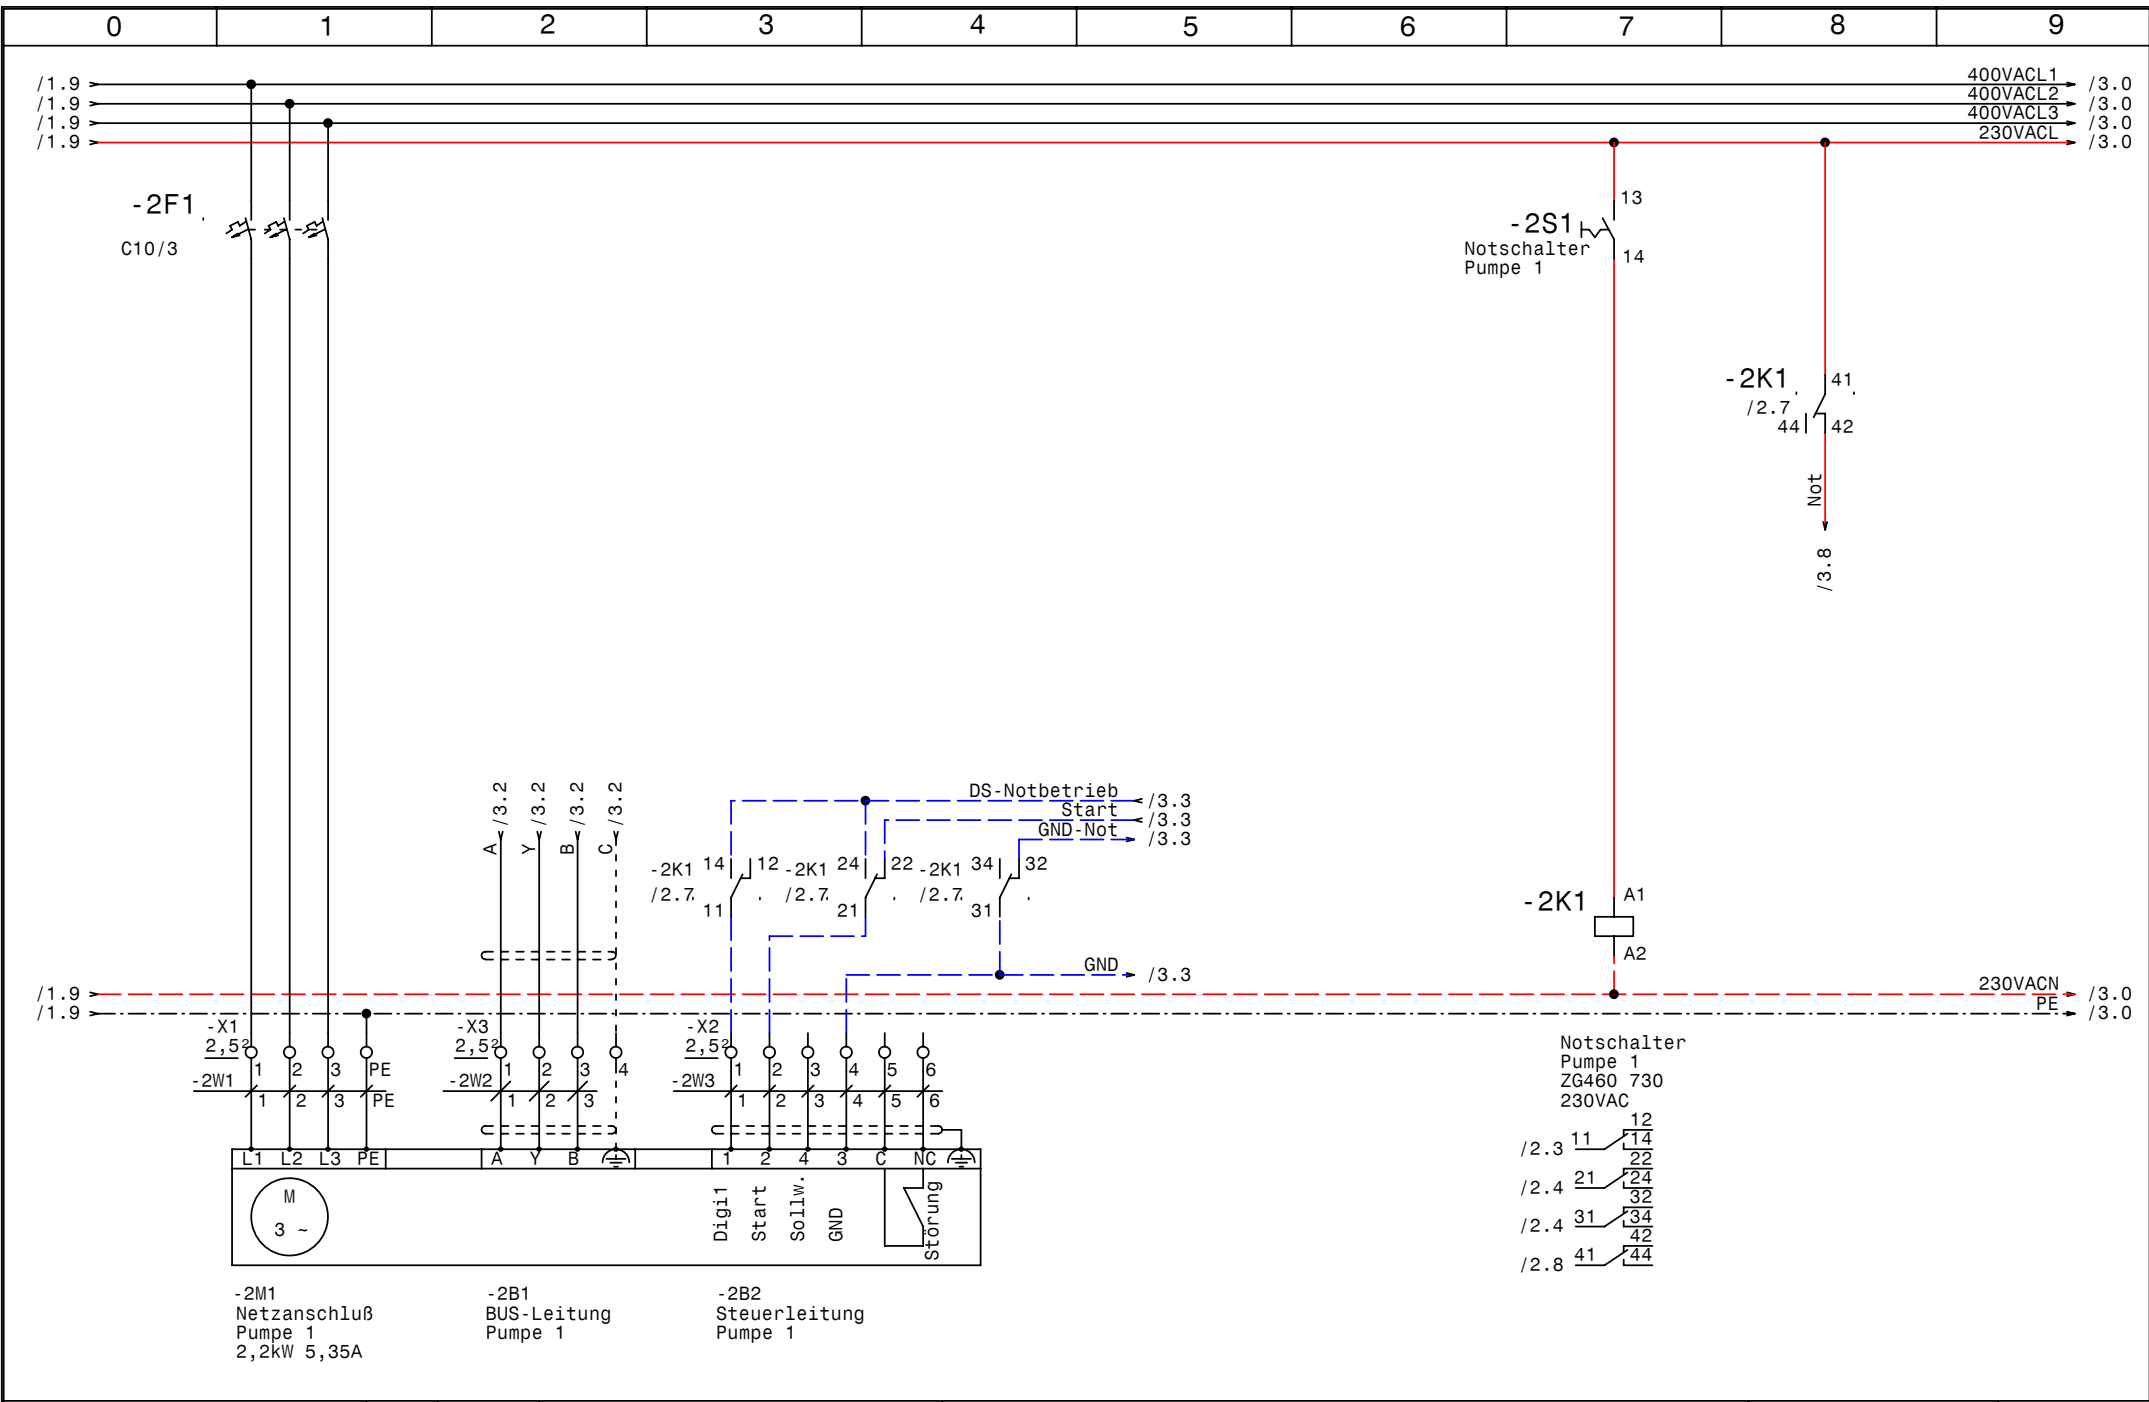 0 1 2 3 4 5 6 7 8 9
/1.9 400VACL1 /3.0
/1.9 400VACL2 /3.0
/1.9 400VACL3 /3.0
/1.9 230VACL /3.0
-2F1
C10/3
13
-2S1
Notschalter
Pumpe 1
14
-2K1
/2.7
41
44 42
Not
/3.8
/3.2 /3.2 /3.2 /3.2
A Y B C
DS-Notbetrieb /3.3
Start /3.3
GND-Not /3.3
-2K1 14 12
/2.7
11
-2K1 24 22
/2.7
21
-2K1 34 32
/2.7
31
GND /3.3
-2K1 A1
A2
/1.9 230VACN /3.0
/1.9 PE /3.0
-X1
2,5²
1 2 3 PE
-2W1
1 2 3 PE
-X3
2,5²
1 2 3 4
-2W2
1 2 3
-X2
2,5²
1 2 3 4 5 6
-2W3
1 2 3 4 5 6
L1 L2 L3 PE
A Y B
1 2 4 3 C NC
M
3 ~
Digi1
Start
Sollw.
GND
Störung
-2M1
Netzanschluß
Pumpe 1
2,2kW 5,35A
-2B1
BUS-Leitung
Pumpe 1
-2B2
Steuerleitung
Pumpe 1
Notschalter
Pumpe 1
ZG460 730
230VAC
12
/2.3 11 14
22
/2.4 21 24
32
/2.4 31 34
42
/2.8 41 44